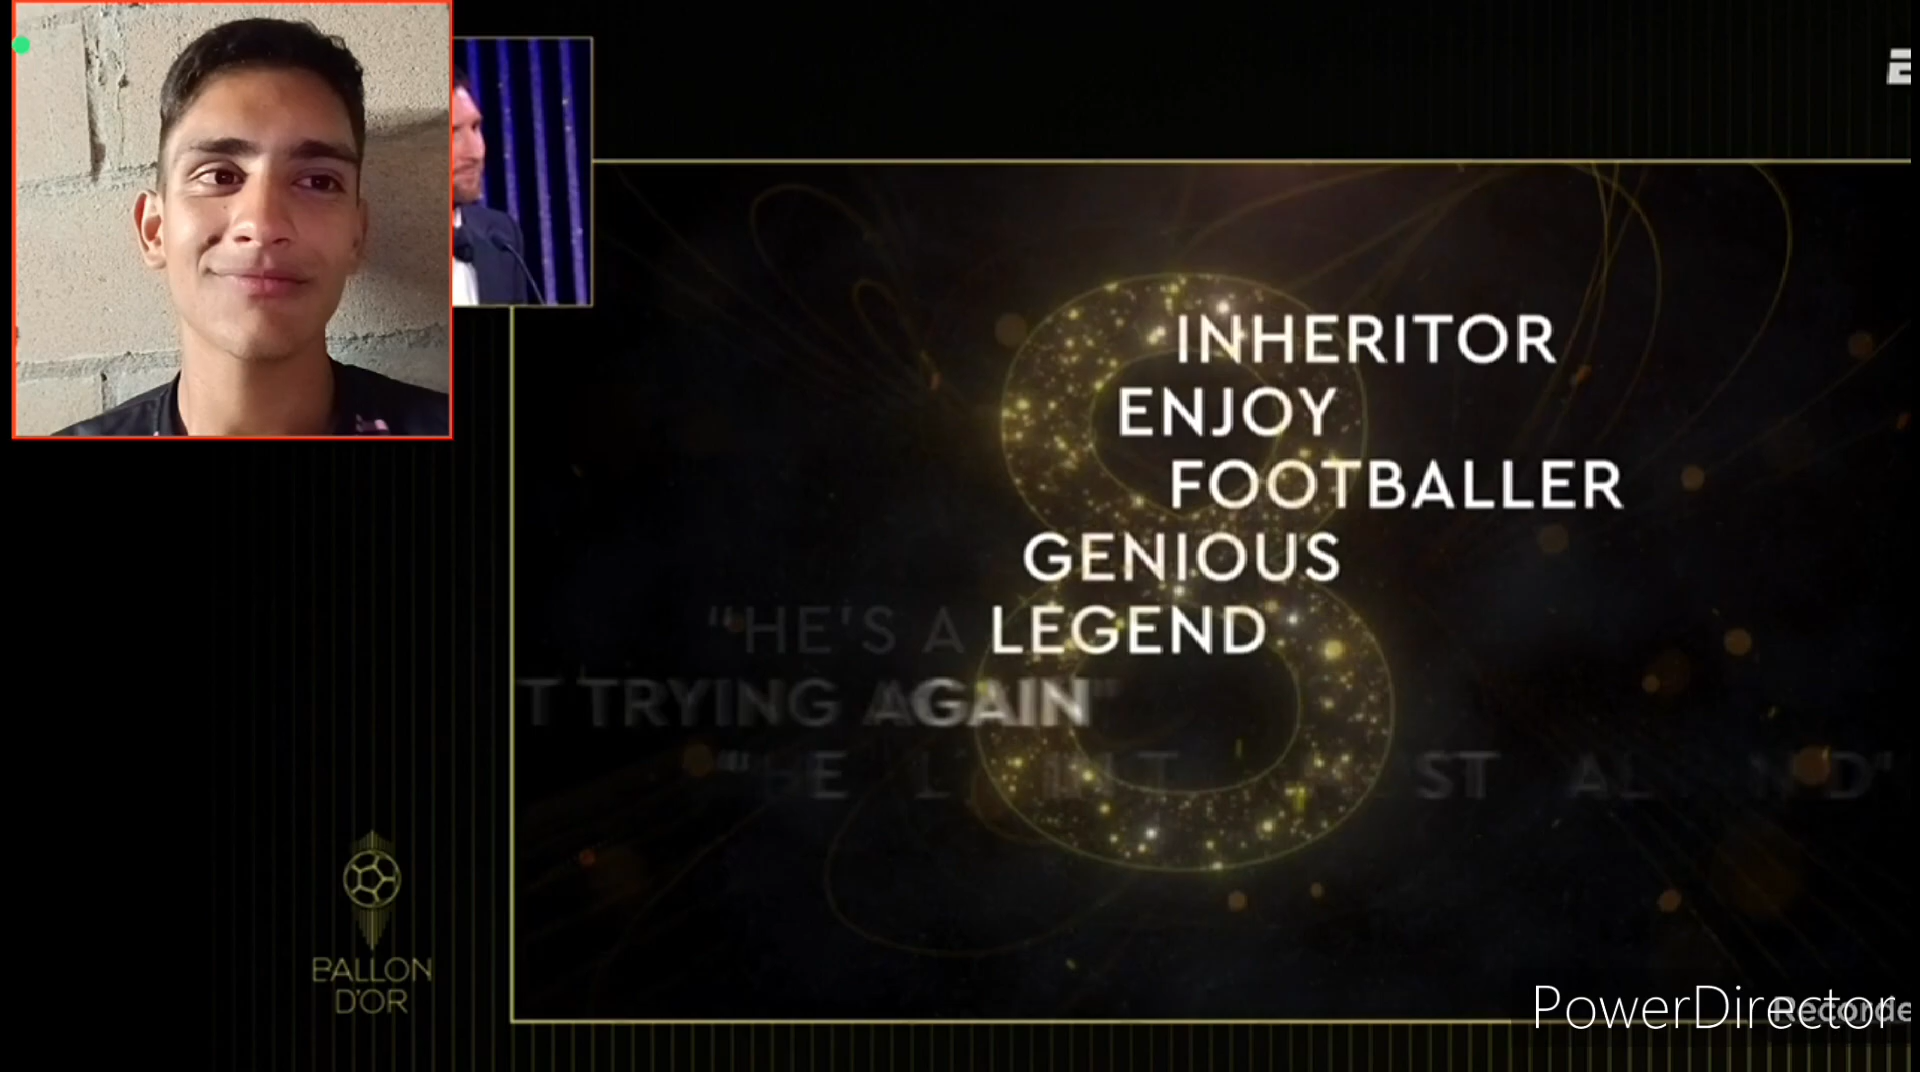 INHERITOR
ENJOY
FOOTBALLER
GENIOUS
"HE'S A LEGEND
T TRYING AGAIN"
BALLON
D'OR
PowerDirector